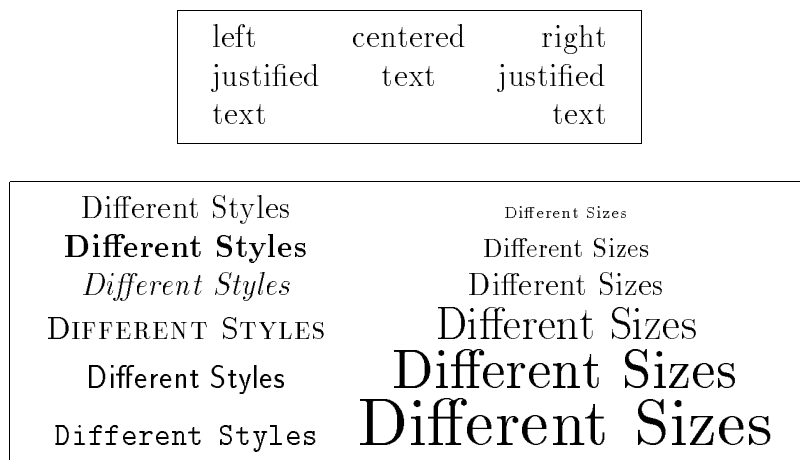 left centered right
justified text justified
text text
Different Styles Different Sizes
Different Styles Different Sizes
Different Styles Different Sizes
DIFFERENT STYLES Different Sizes
Different Styles Different Sizes
Different Styles Different Sizes